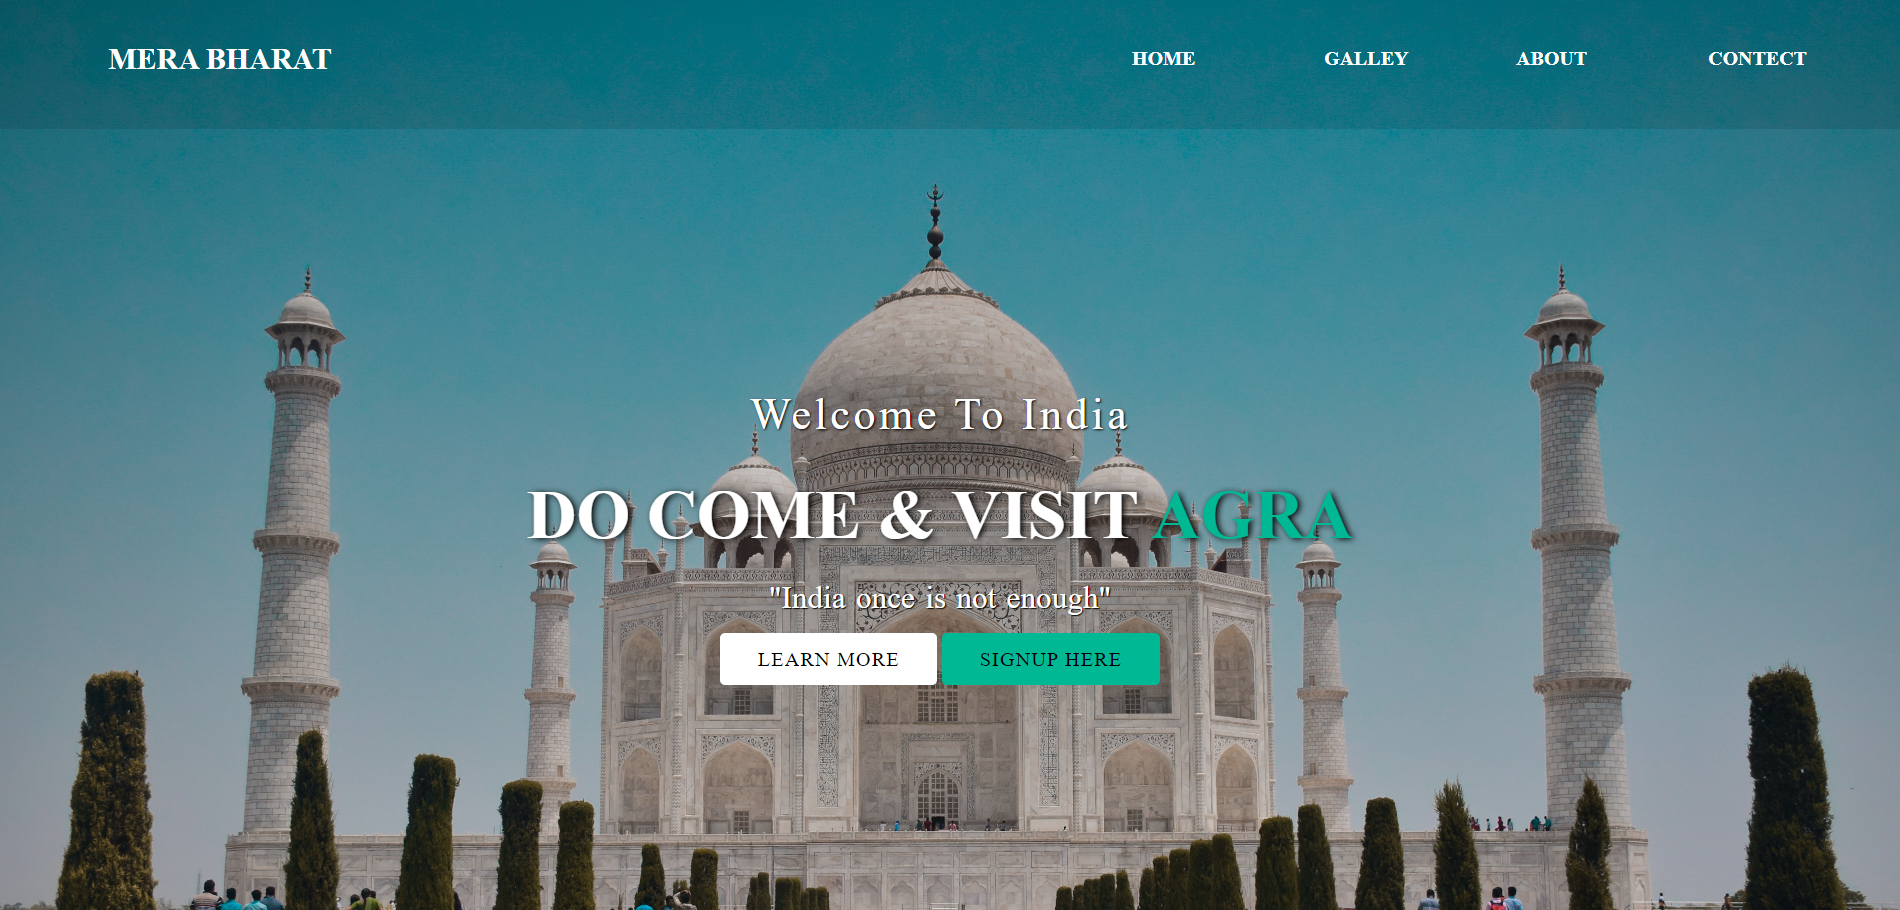 MERA BHARAT HOME GALLEY ABOUT CONTECT
Welcome To India
DO COME & VISIT AGRA
"India once is not enough"
LEARN MORE SIGNUP HERE